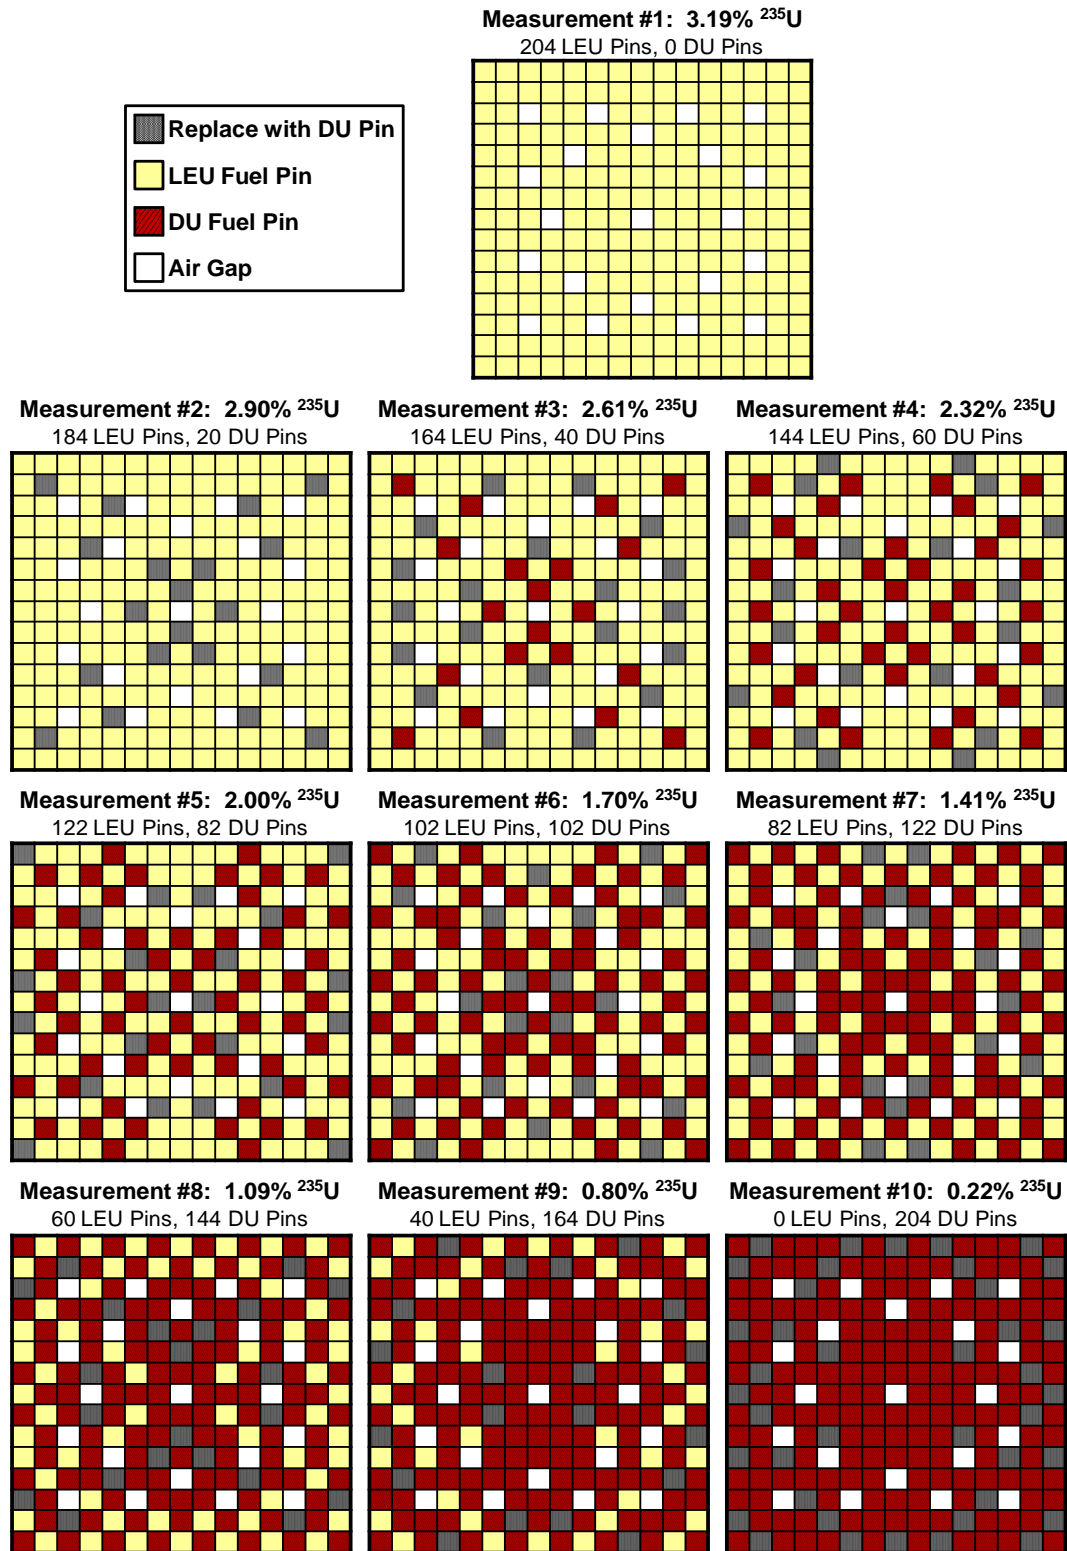 Measurement #1: 3.19% ²³⁵U
204 LEU Pins, 0 DU Pins
Replace with DU Pin
LEU Fuel Pin
DU Fuel Pin
Air Gap
Measurement #2: 2.90% ²³⁵U
184 LEU Pins, 20 DU Pins
Measurement #3: 2.61% ²³⁵U
164 LEU Pins, 40 DU Pins
Measurement #4: 2.32% ²³⁵U
144 LEU Pins, 60 DU Pins
Measurement #5: 2.00% ²³⁵U
122 LEU Pins, 82 DU Pins
Measurement #6: 1.70% ²³⁵U
102 LEU Pins, 102 DU Pins
Measurement #7: 1.41% ²³⁵U
82 LEU Pins, 122 DU Pins
Measurement #8: 1.09% ²³⁵U
60 LEU Pins, 144 DU Pins
Measurement #9: 0.80% ²³⁵U
40 LEU Pins, 164 DU Pins
Measurement #10: 0.22% ²³⁵U
0 LEU Pins, 204 DU Pins